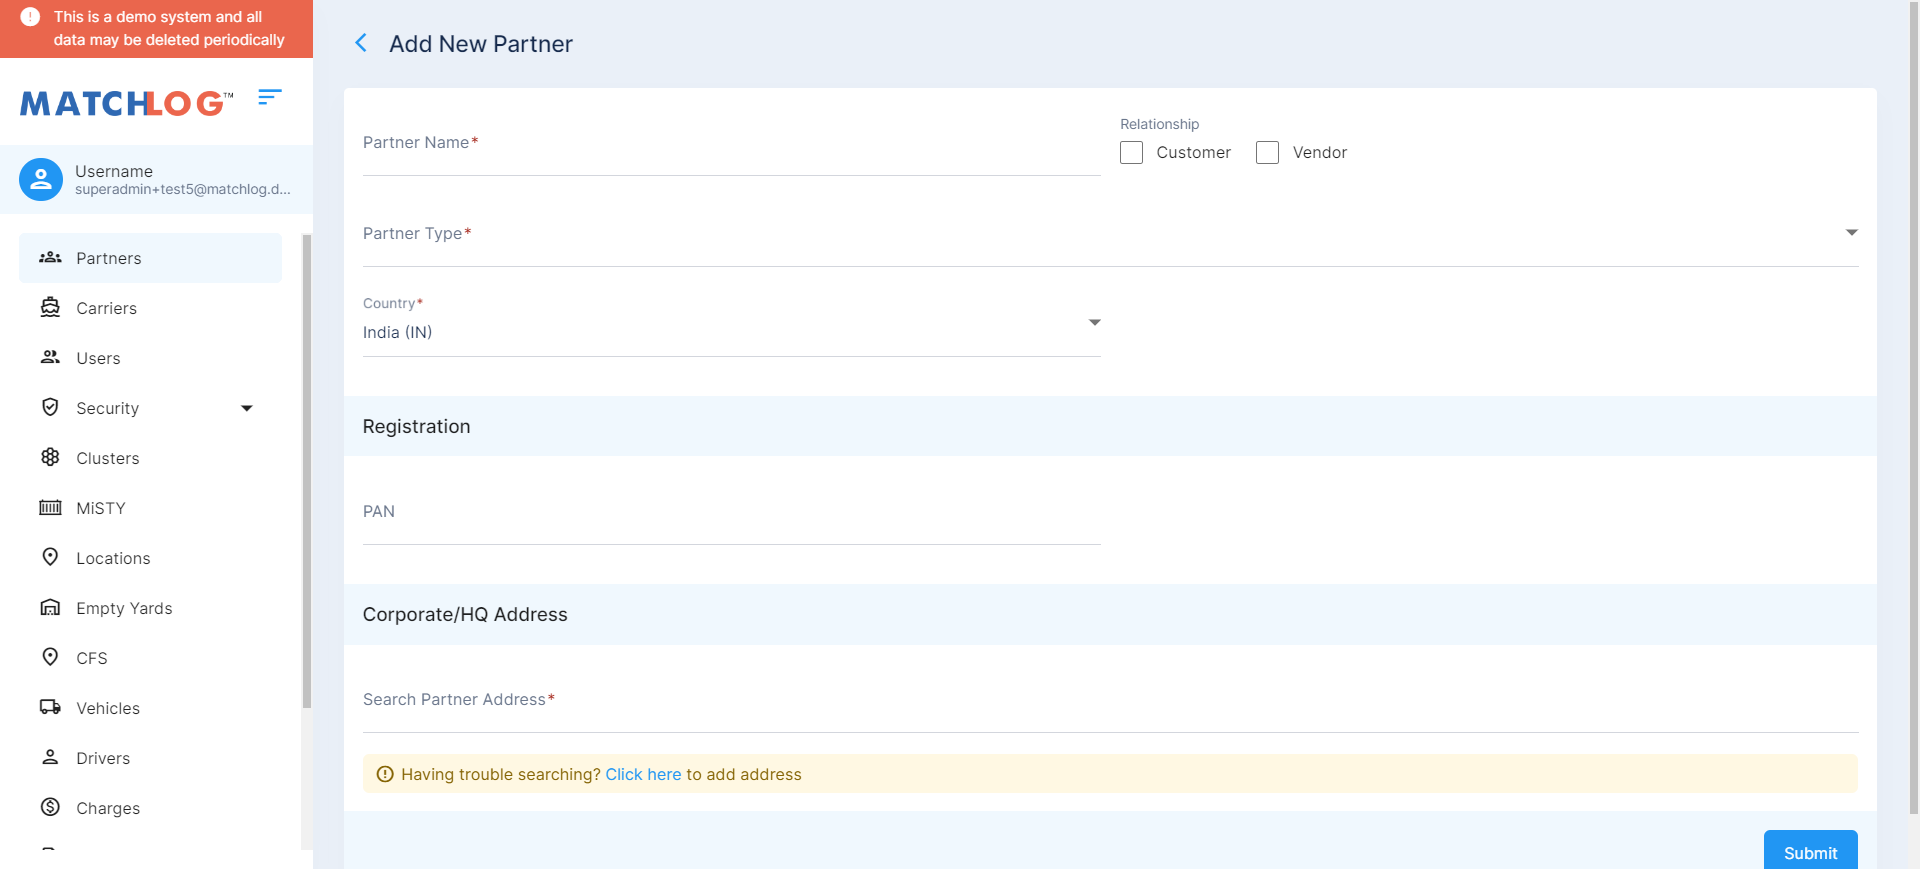 This is a demo system and all
data may be deleted periodically
MATCHLOG™
Username
superadmin+test5@matchlog.d...
Partners
Carriers
Users
Security
Clusters
MiSTY
Locations
Empty Yards
CFS
Vehicles
Drivers
Charges
Add New Partner
Partner Name*
Relationship
Customer
Vendor
Partner Type*
Country*
India (IN)
Registration
PAN
Corporate/HQ Address
Search Partner Address*
Having trouble searching? Click here to add address
Submit